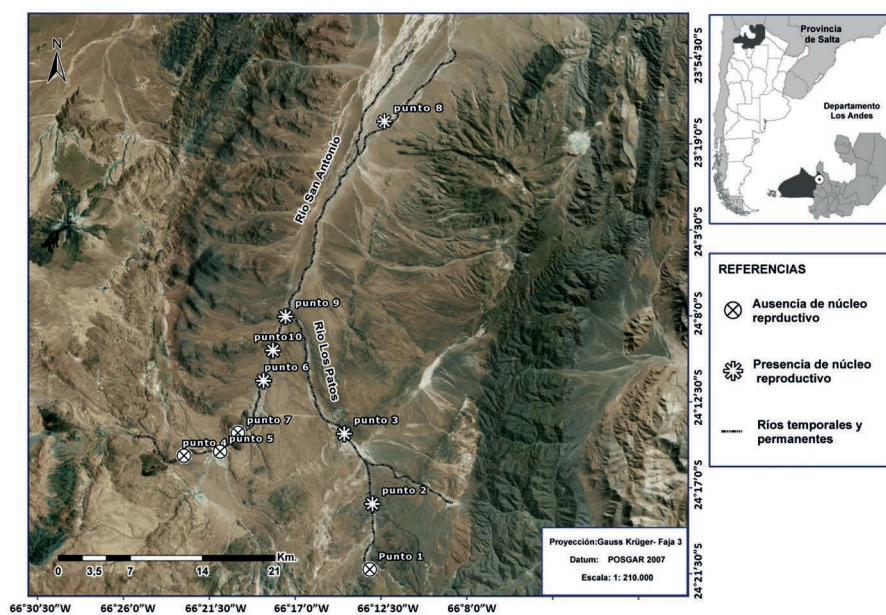 N
punto 8
Río San Antonio
punto 9
punto10
Río Los Patos
punto 6
punto 7
punto 3
punto 4
punto 5
punto 2
Punto 1
Km.
0 3,5 7 14 21
Proyección:Gauss Krüger- Faja 3
Datum: POSGAR 2007
Escala: 1: 210.000
66°30'30"W 66°26'0"W 66°21'30"W 66°17'0"W 66°12'30"W 66°8'0"W
23°54'30"S
23°19'30"S
24°3'30"S
24°8'0"S
24°12'30"S
24°17'0"S
24°21'30"S
Provincia
de Salta
Departamento
Los Andes
REFERENCIAS
Ausencia de núcleo
reprductivo
Presencia de núcleo
reproductivo
Ríos temporales y
permanentes